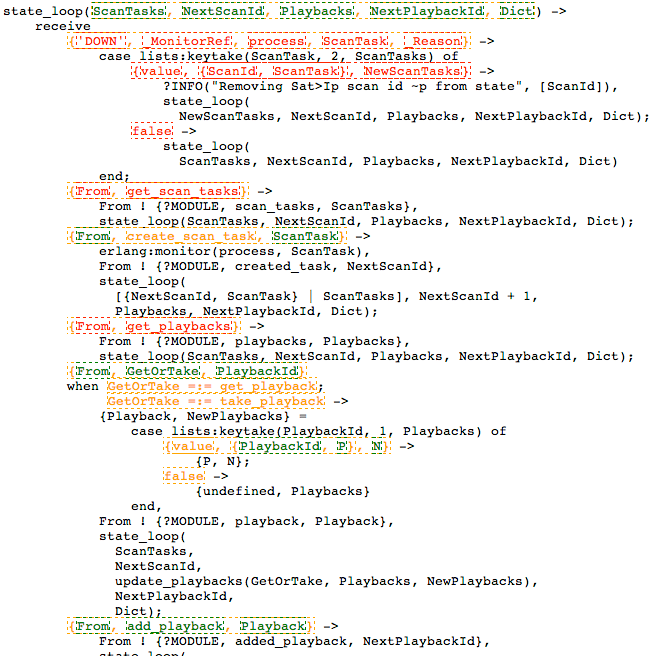 state_loop(ScanTasks, NextScanId, Playbacks, NextPlaybackId, Dict) ->
    receive
        {'DOWN', _MonitorRef, process, ScanTask, _Reason} ->
            case lists:keytake(ScanTask, 2, ScanTasks) of
                {value, {ScanId, ScanTask}, NewScanTasks} ->
                    ?INFO("Removing Sat>Ip scan id ~p from state", [ScanId]),
                    state_loop(
                      NewScanTasks, NextScanId, Playbacks, NextPlaybackId, Dict);
                false ->
                    state_loop(
                      ScanTasks, NextScanId, Playbacks, NextPlaybackId, Dict)
            end;
        {From, get_scan_tasks} ->
            From ! {?MODULE, scan_tasks, ScanTasks},
            state_loop(ScanTasks, NextScanId, Playbacks, NextPlaybackId, Dict);
        {From, create_scan_task, ScanTask} ->
            erlang:monitor(process, ScanTask),
            From ! {?MODULE, created_task, NextScanId},
            state_loop(
              [{NextScanId, ScanTask} | ScanTasks], NextScanId + 1,
              Playbacks, NextPlaybackId, Dict);
        {From, get_playbacks} ->
            From ! {?MODULE, playbacks, Playbacks},
            state_loop(ScanTasks, NextScanId, Playbacks, NextPlaybackId, Dict);
        {From, GetOrTake, PlaybackId}
        when GetOrTake =:= get_playback;
             GetOrTake =:= take_playback ->
            {Playback, NewPlaybacks} =
                case lists:keytake(PlaybackId, 1, Playbacks) of
                    {value, {PlaybackId, P}, N} ->
                        {P, N};
                    false ->
                        {undefined, Playbacks}
                end,
            From ! {?MODULE, playback, Playback},
            state_loop(
              ScanTasks,
              NextScanId,
              update_playbacks(GetOrTake, Playbacks, NewPlaybacks),
              NextPlaybackId,
              Dict);
        {From, add_playback, Playback} ->
            From ! {?MODULE, added_playback, NextPlaybackId},
            state_loop(